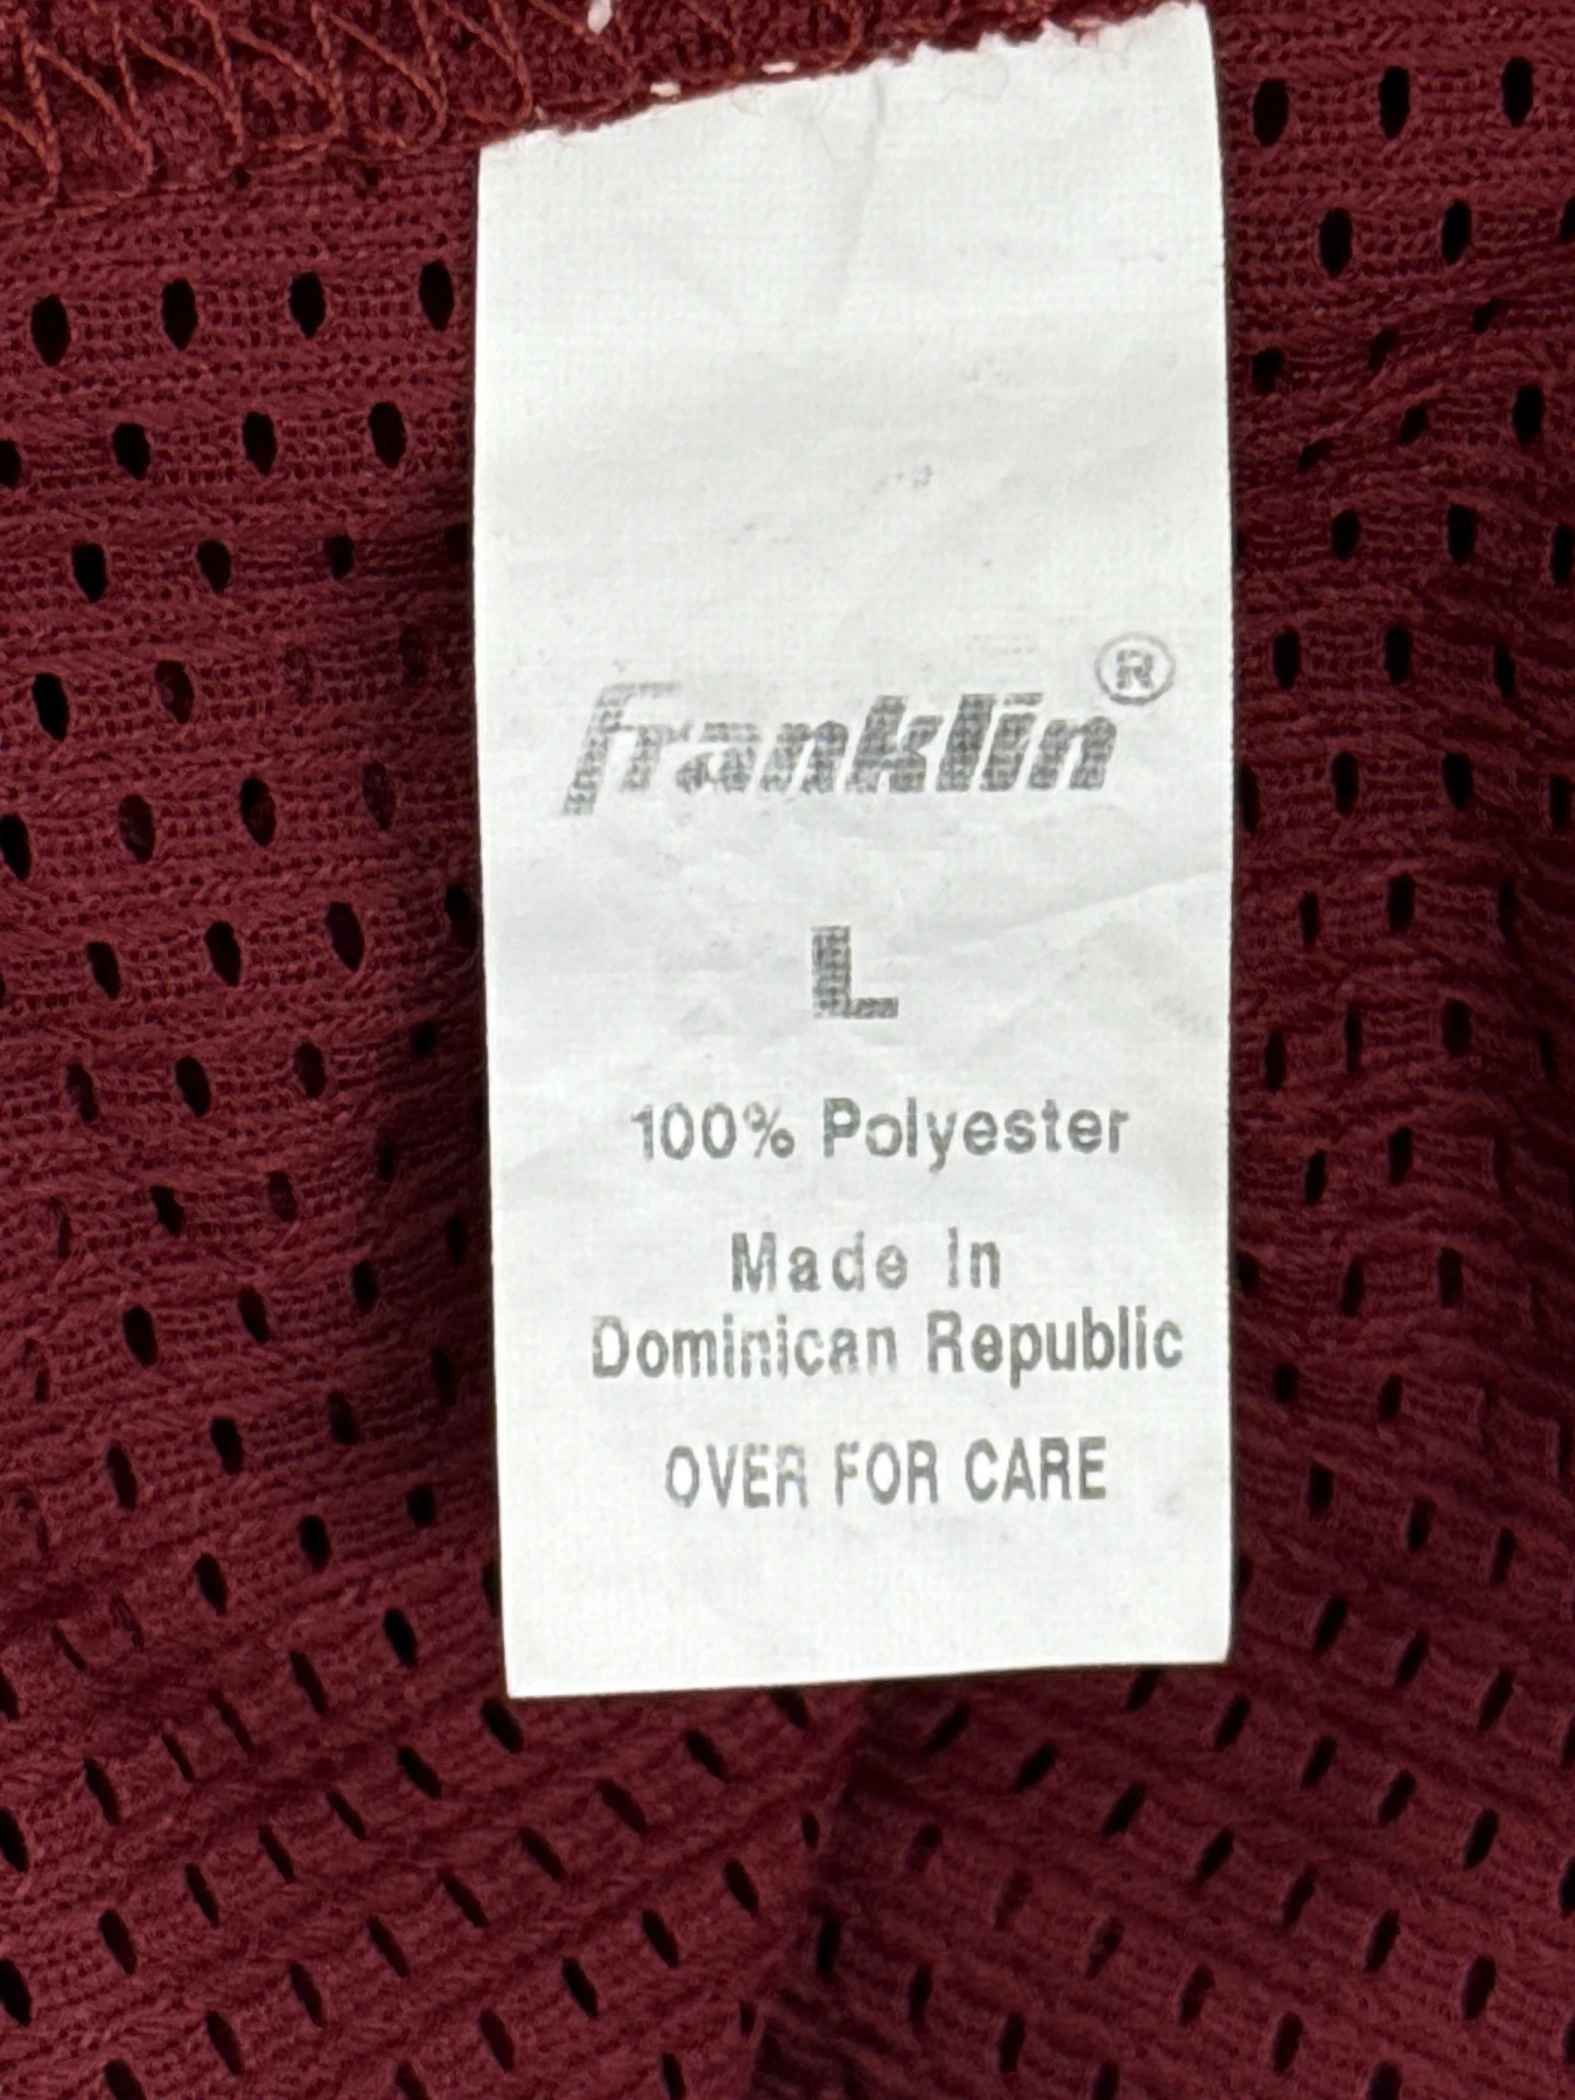 Franklin®
L
100% Polyester
Made In
Dominican Republic
OVER FOR CARE